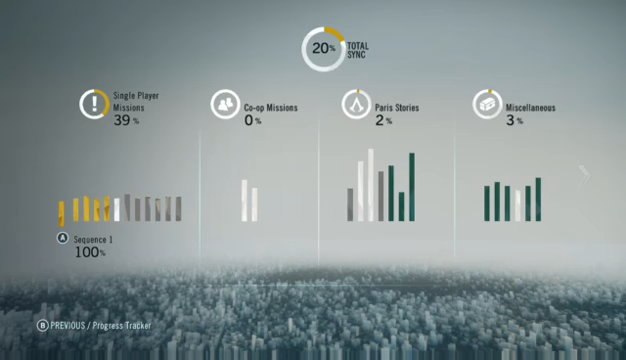 20%
TOTAL
SYNC
Single Player
Missions
39 %
Co-op Missions
0 %
Paris Stories
2 %
Miscellaneous
3 %
A Sequence 1
100%
B PREVIOUS / Progress Tracker